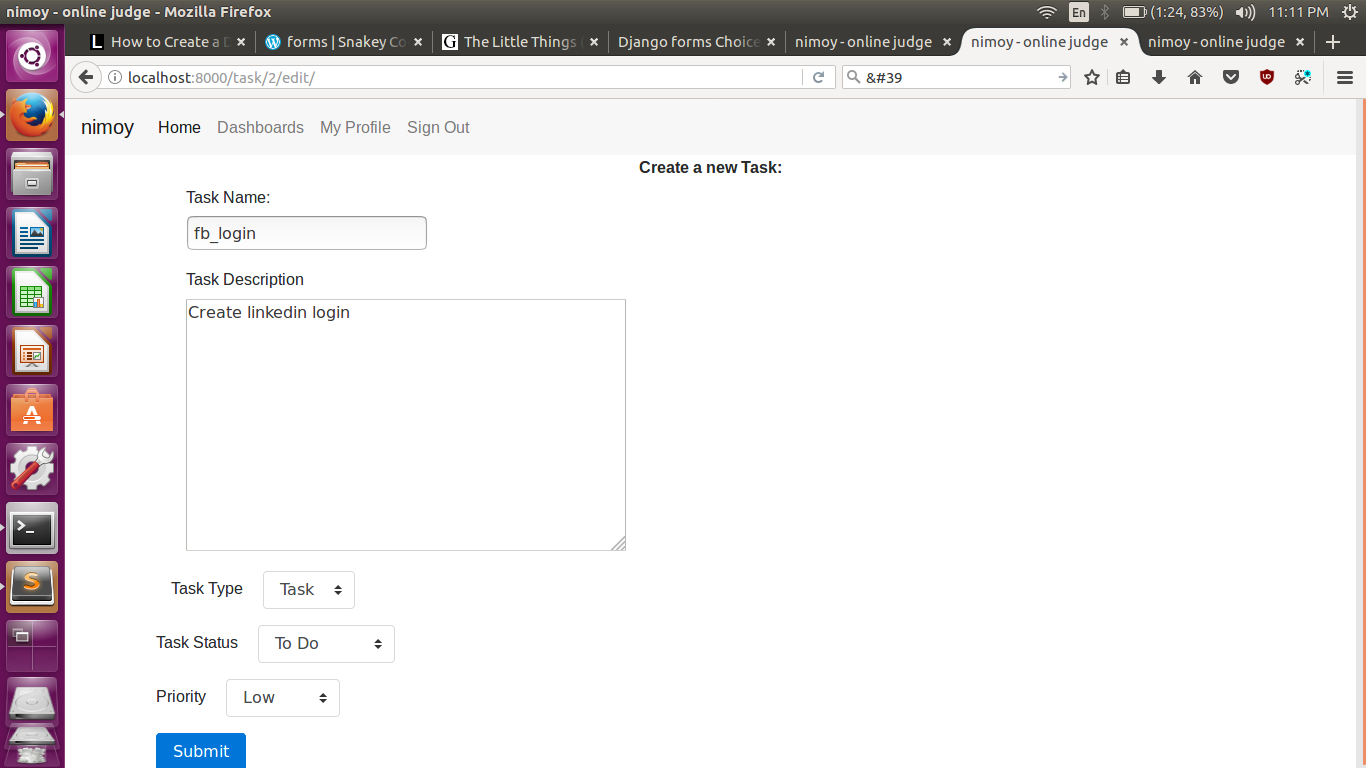 nimoy - online judge - Mozilla Firefox
En
(1:24, 83%)
11:11 PM
L How to Create a D
forms | Snakey Co
G The Little Things (
Django forms Choice
nimoy - online judge
nimoy - online judge
nimoy - online judge
localhost:8000/task/2/edit/
&#39
nimoy Home Dashboards My Profile Sign Out
Create a new Task:
Task Name:
fb_login
Task Description
Create linkedin login
Task Type Task
Task Status To Do
Priority Low
Submit